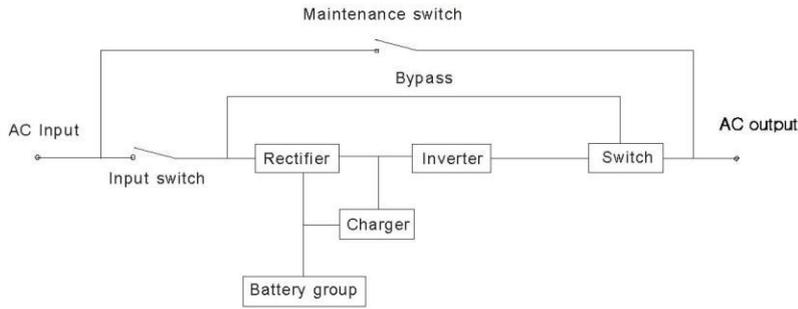 Maintenance switch
Bypass
AC Input
AC output
Rectifier
Inverter
Switch
Input switch
Charger
Battery group